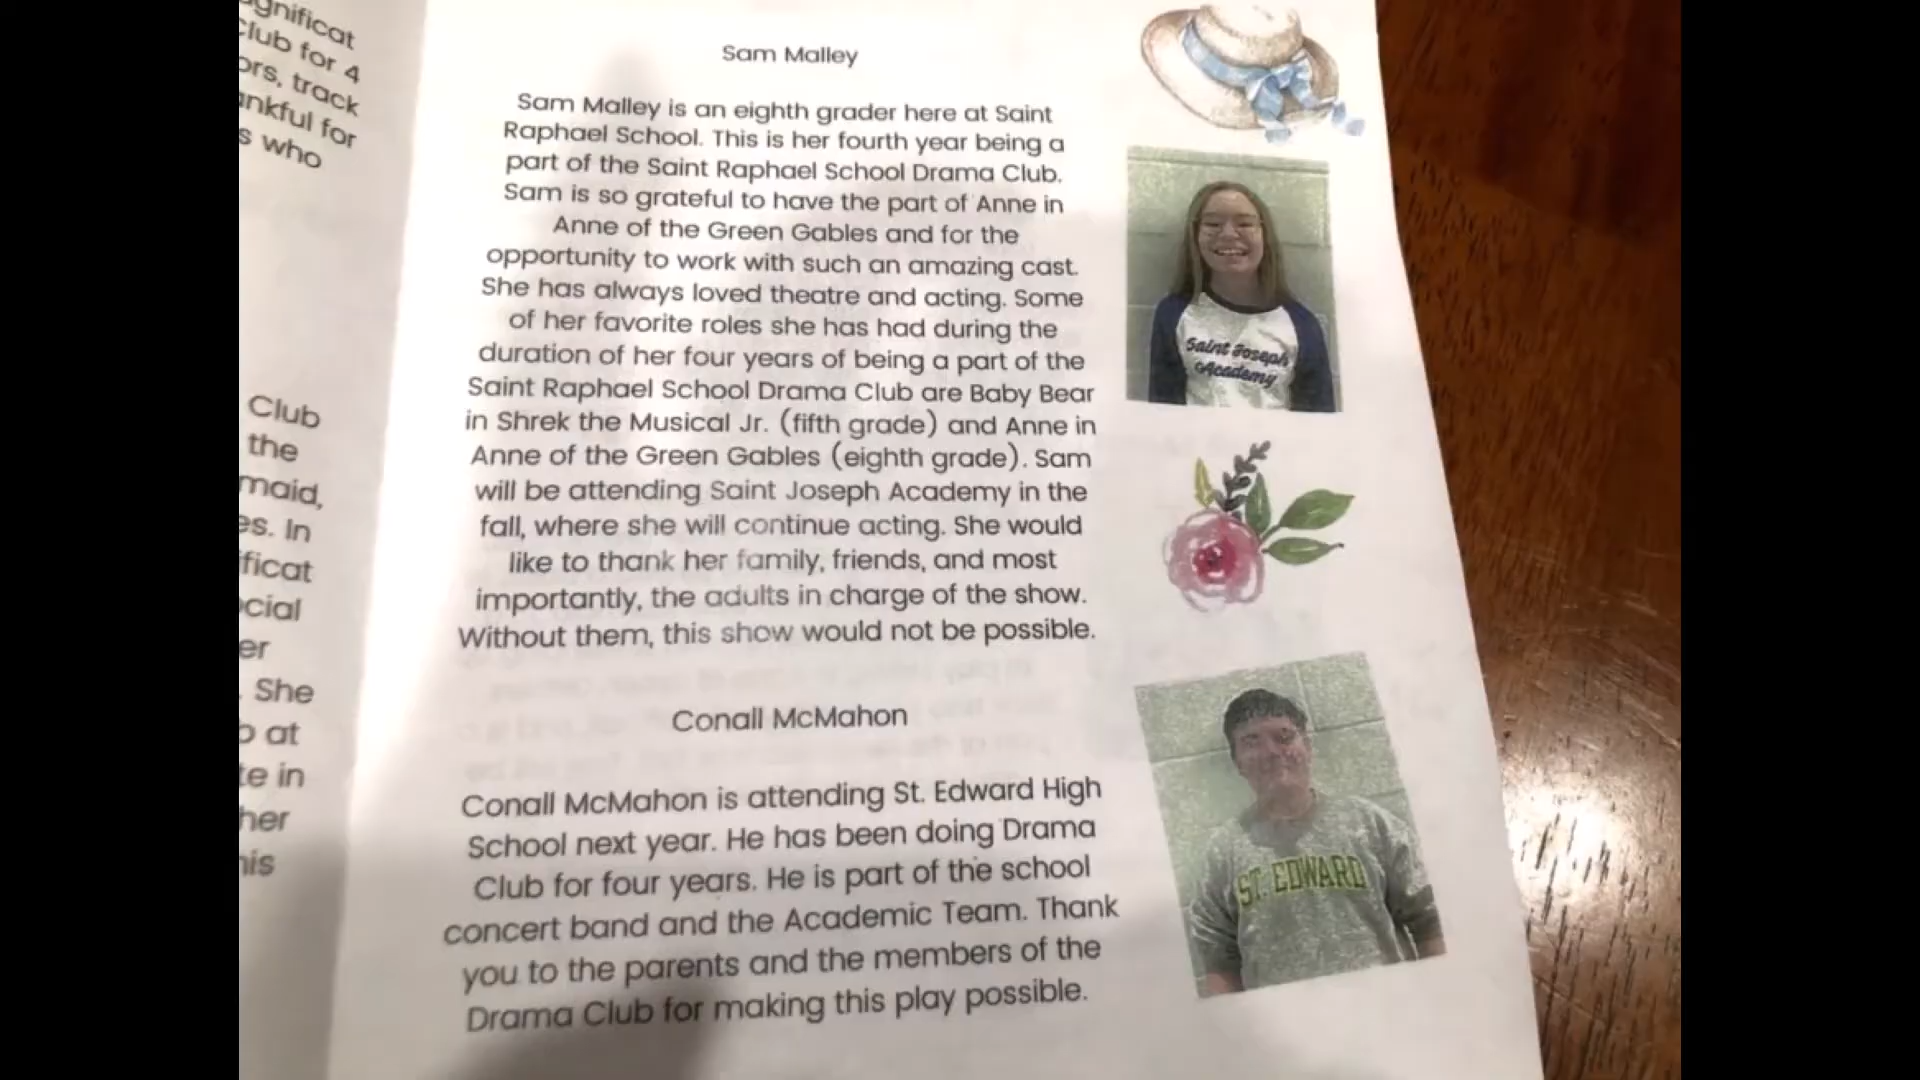 gnificat
Club for 4
ors, track
ankful for
s who
Club
the
maid,
es. In
ificat
ocial
er
. She
o at
te in
her
his
Sam Malley
Sam Malley is an eighth grader here at Saint
Raphael School. This is her fourth year being a
part of the Saint Raphael School Drama Club.
Sam is so grateful to have the part of Anne in
Anne of the Green Gables and for the
opportunity to work with such an amazing cast.
She has always loved theatre and acting. Some
of her favorite roles she has had during the
duration of her four years of being a part of the
Saint Raphael School Drama Club are Baby Bear
in Shrek the Musical Jr. (fifth grade) and Anne in
Anne of the Green Gables (eighth grade). Sam
will be attending Saint Joseph Academy in the
fall, where she will continue acting. She would
like to thank her family, friends, and most
importantly, the adults in charge of the show.
Without them, this show would not be possible.
Saint Joseph
Academy
Conall McMahon
Conall McMahon is attending St. Edward High
School next year. He has been doing Drama
Club for four years. He is part of the school
concert band and the Academic Team. Thank
you to the parents and the members of the
Drama Club for making this play possible.
ST. EDWARD